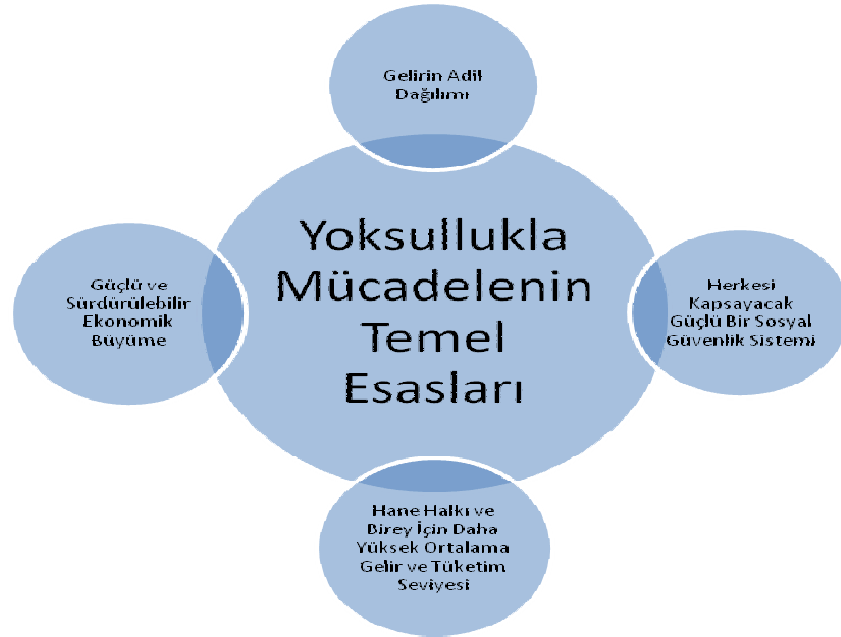 Gelirin Adil
Dağılımı
Yoksullukla
Mücadelenin
Temel
Esasları
Güçlü ve
Sürdürülebilir
Ekonomik
Büyüme
Herkesi
Kapsayacak
Güçlü Bir Sosyal
Güvenlik Sistemi
Hane Halkı ve
Birey İçin Daha
Yüksek Ortalama
Gelir ve Tüketim
Seviyesi